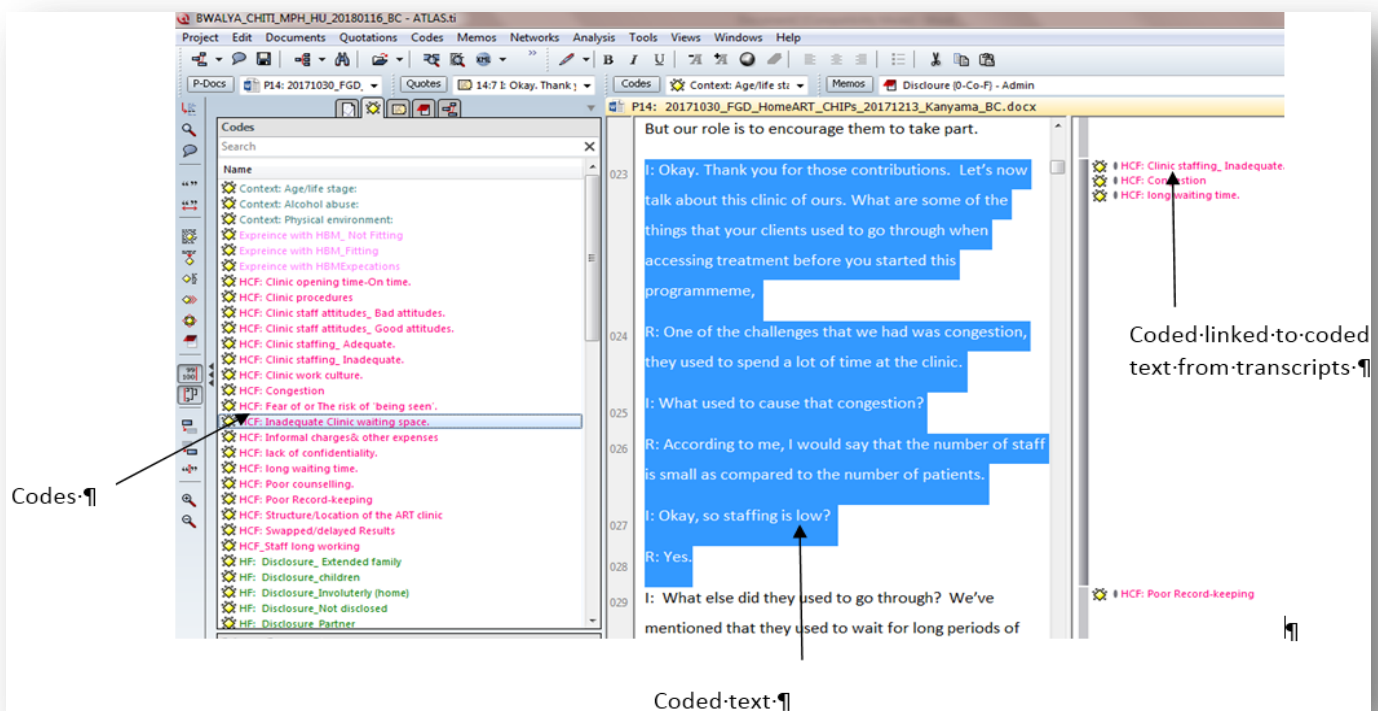 BWALYA_CHITI_MPH_HU_20180116_BC - ATLAS.ti
Project Edit Documents Quotations Codes Memos Networks Analysis Tools Views Windows Help
P-Docs P14: 20171030_FGD_ Quotes 14:7 I: Okay. Thank y Codes Context: Age/life sta Memos Discloure {0-Co-F} - Admin
P14: 20171030_FGD_HomeART_CHIPs_20171213_Kanyama_BC.docx
Codes
Search
Name
Context: Age/life stage:
Context: Alcohol abuse:
Context: Physical environment:
Expreince with HBM_ Not Fitting
Expreince with HBM_Fitting
Expreince with HBMExpecations
HCF: Clinic opening time-On time.
HCF: Clinic procedures
HCF: Clinic staff attitudes_ Bad attitudes.
HCF: Clinic staff attitudes_ Good attitudes.
HCF: Clinic staffing_ Adequate.
HCF: Clinic staffing_ Inadequate.
HCF: Clinic work culture.
HCF: Congestion
HCF: Fear of or The risk of 'being seen'.
HCF: Inadequate Clinic waiting space.
HCF: Informal charges& other expenses
HCF: lack of confidentiality.
HCF: long waiting time.
HCF: Poor counselling.
HCF: Poor Record-keeping
HCF: Structure/Location of the ART clinic
HCF: Swapped/delayed Results
HCF_Staff long working
HF: Disclosure_ Extended family
HF: Disclosure_children
HF: Disclosure_Involuterly (home)
HF: Disclosure_Not disclosed
HF: Disclosure Partner
But our role is to encourage them to take part.
023 I: Okay. Thank you for those contributions. Let's now
talk about this clinic of ours. What are some of the
things that your clients used to go through when
accessing treatment before you started this
programmeme,
024 R: One of the challenges that we had was congestion,
they used to spend a lot of time at the clinic.
025 I: What used to cause that congestion?
026 R: According to me, I would say that the number of staff
is small as compared to the number of patients.
027 I: Okay, so staffing is low?
028 R: Yes.
029 I: What else did they used to go through? We've
mentioned that they used to wait for long periods of
HCF: Clinic staffing_ Inadequate.
HCF: Congestion
HCF: long waiting time.
HCF: Poor Record-keeping
Coded·linked·to·coded
text·from·transcripts·¶
¶
Codes·¶
Coded·text·¶